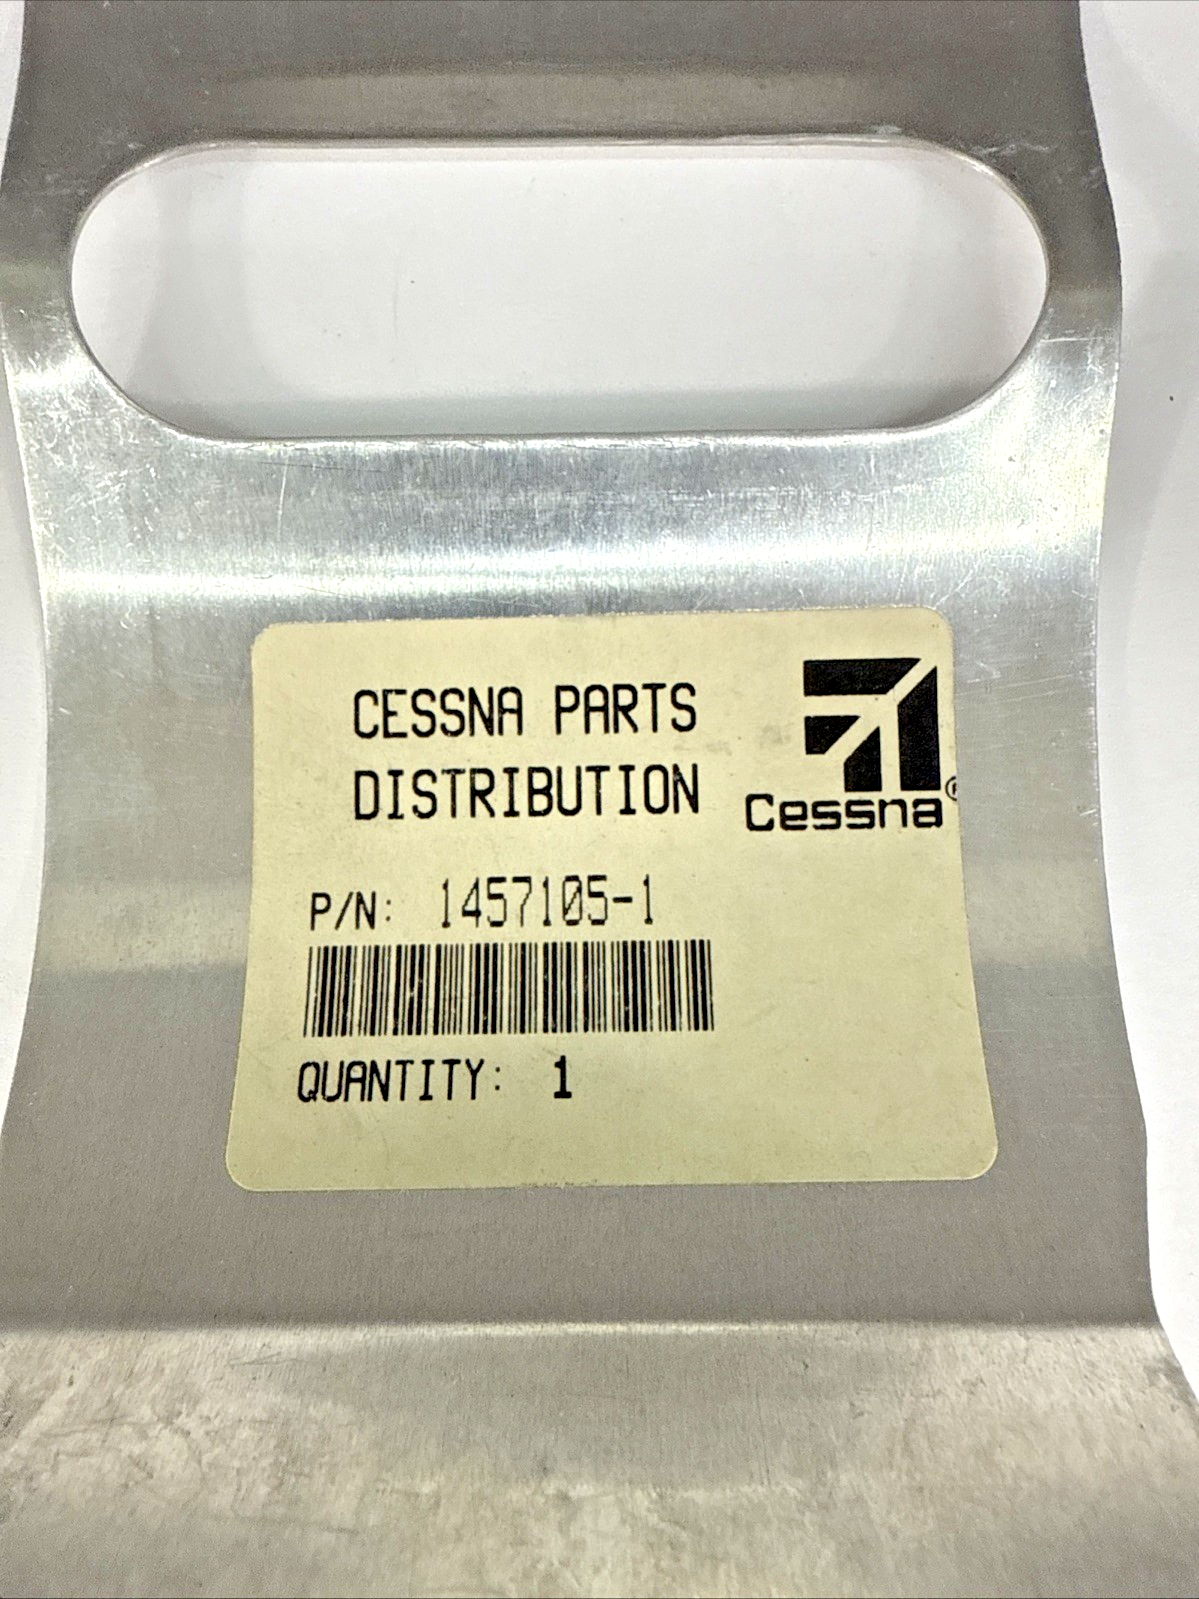 CESSNA PARTS
DISTRIBUTION
Cessna®
P/N: 1457105-1
QUANTITY: 1